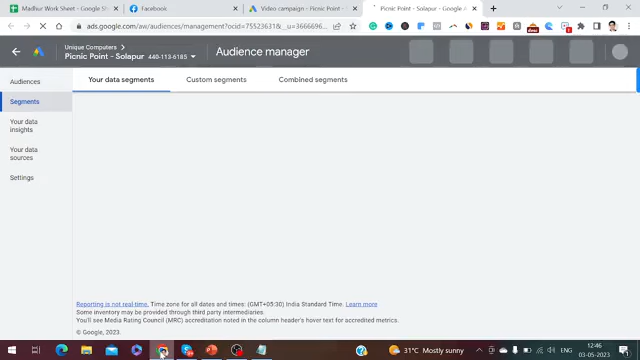 Madhur Work Sheet - Google Sh
Facebook
Video campaign - Picnic Point - S
Picnic Point - Solapur - Google A
ads.google.com/aw/audiences/management?ocid=75523631&_u=3666696
Unique Computers
Picnic Point - Solapur 440-113-6185
Audience manager
Audiences
Your data segments
Custom segments
Combined segments
Segments
Your data
insights
Your data
sources
Settings
Reporting is not real-time. Time zone for all dates and times: (GMT+05:30) India Standard Time. Learn more
Some inventory may be provided through third party intermediaries.
You'll see Media Rating Council (MRC) accreditation noted in the column header's hover text for accredited metrics.
© Google, 2023.
31°C Mostly sunny
ENG
12:46
03-05-2023